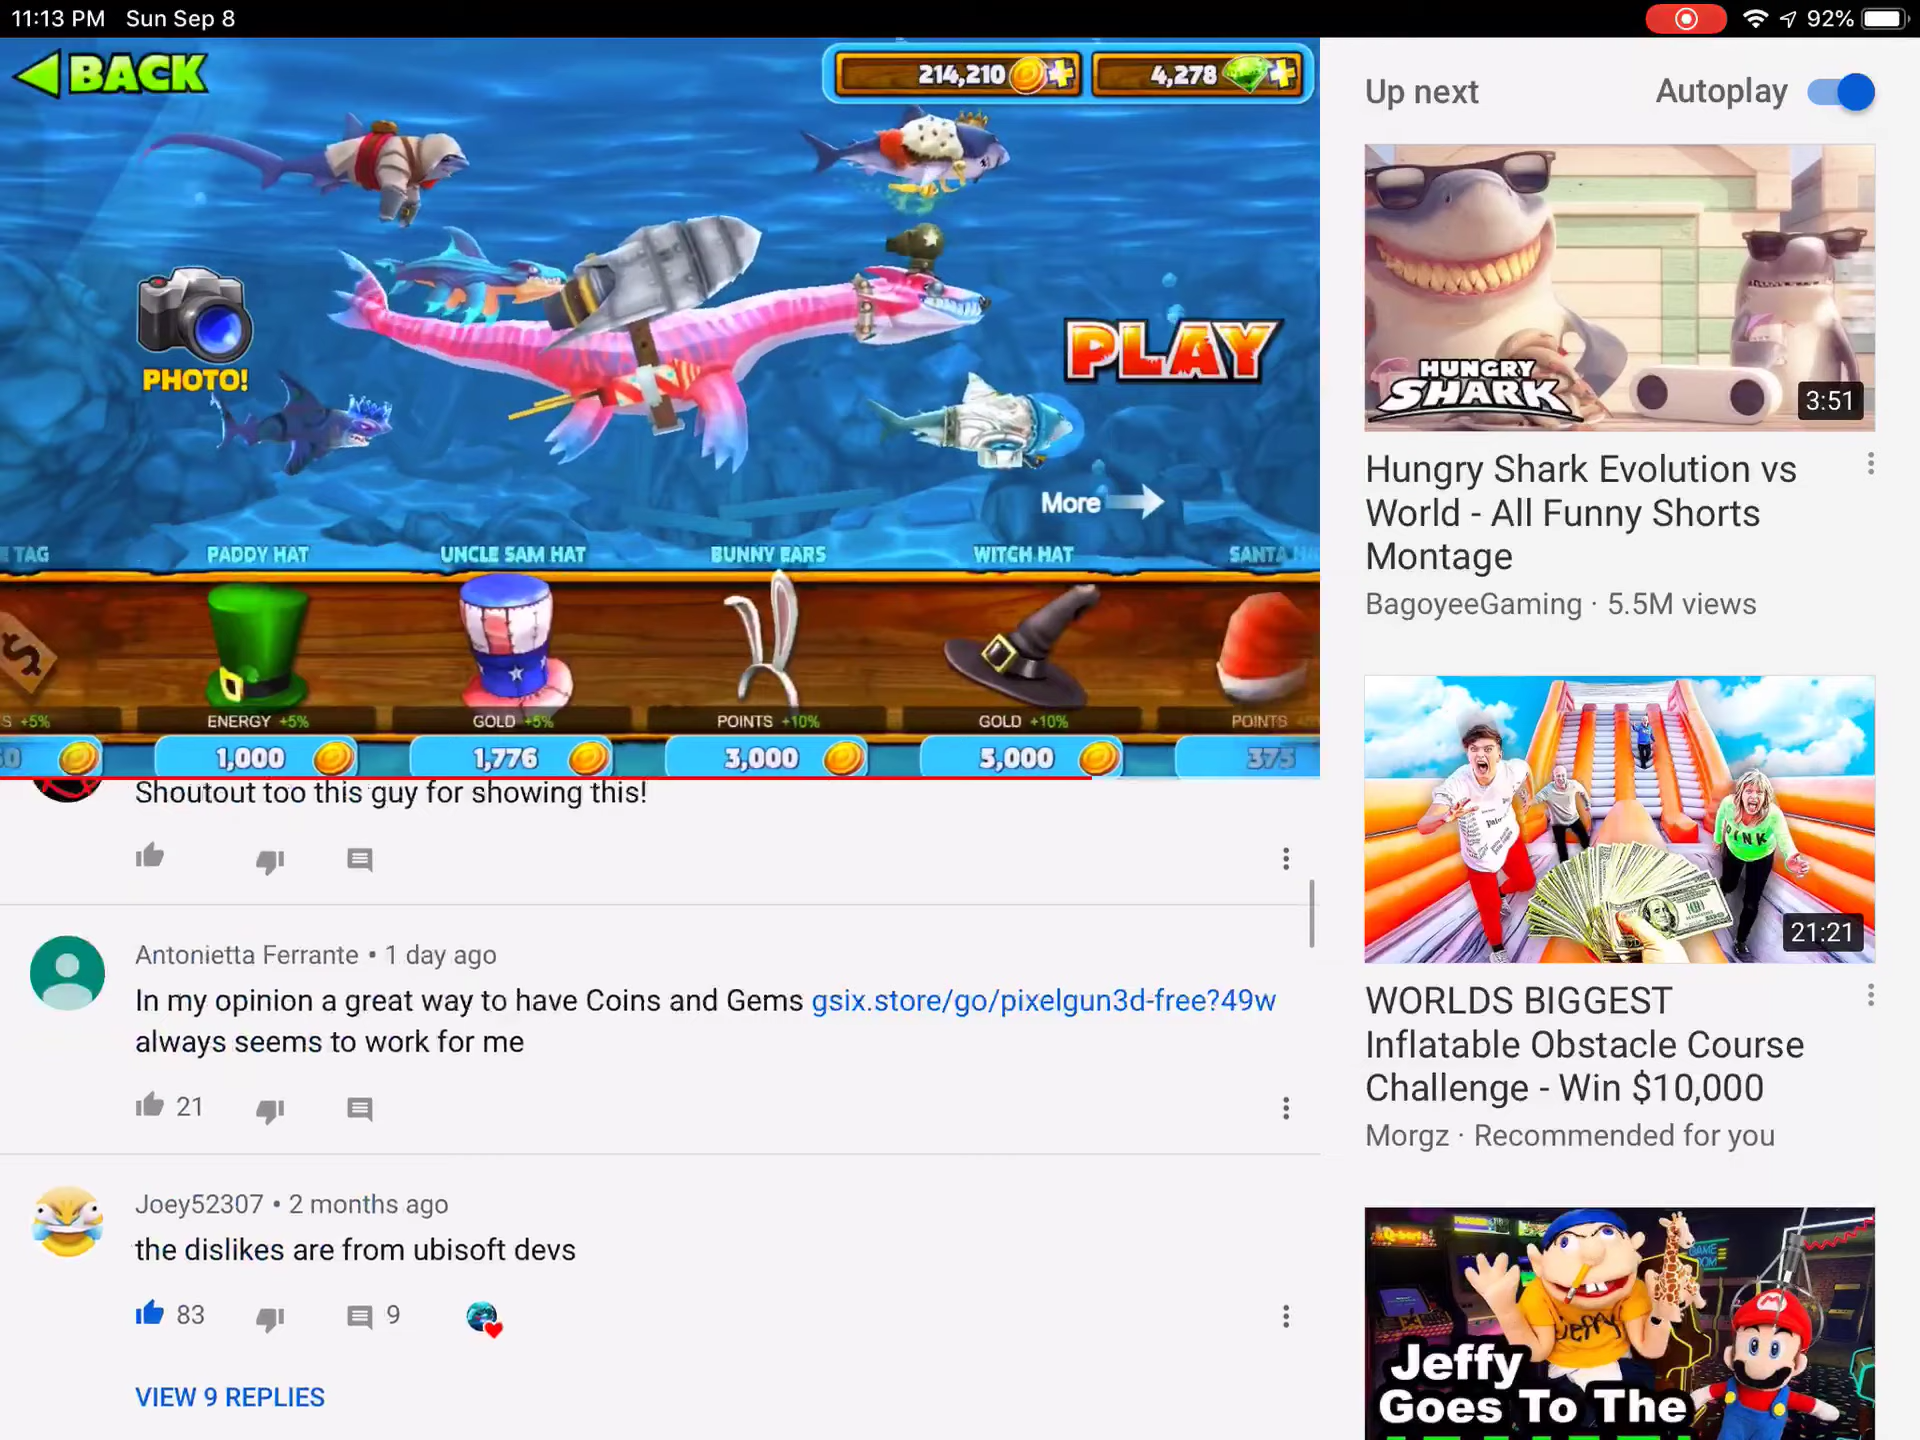 11:13 PM Sun Sep 8
92%
BACK
214,210
4,278
PHOTO!
PLAY
More
E TAG
PADDY HAT
UNCLE SAM HAT
BUNNY EARS
WITCH HAT
SANTA HA
S +5%
ENERGY +5%
GOLD +5%
POINTS +10%
GOLD +10%
POINTS
0
1,000
1,776
3,000
5,000
375
Shoutout too this guy for showing this!
Antonietta Ferrante • 1 day ago
In my opinion a great way to have Coins and Gems gsix.store/go/pixelgun3d-free?49w
always seems to work for me
21
Joey52307 • 2 months ago
the dislikes are from ubisoft devs
83
9
VIEW 9 REPLIES
Up next
Autoplay
HUNGRY
SHARK
3:51
Hungry Shark Evolution vs
World - All Funny Shorts
Montage
BagoyeeGaming · 5.5M views
21:21
WORLDS BIGGEST
Inflatable Obstacle Course
Challenge - Win $10,000
Morgz · Recommended for you
Jeffy
Goes To The